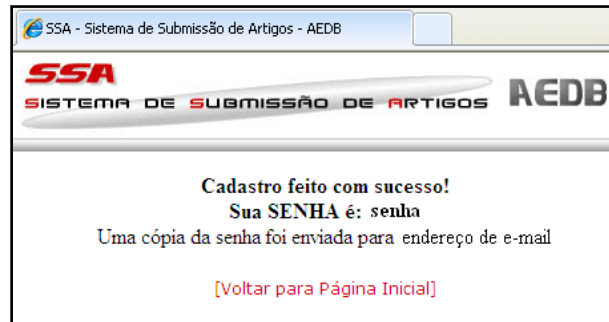 SSA - Sistema de Submissão de Artigos - AEDB
SSA
SISTEMA DE SUBMISSÃO DE ARTIGOS AEDB
Cadastro feito com sucesso!
Sua SENHA é: senha
Uma cópia da senha foi enviada para endereço de e-mail
[Voltar para Página Inicial]